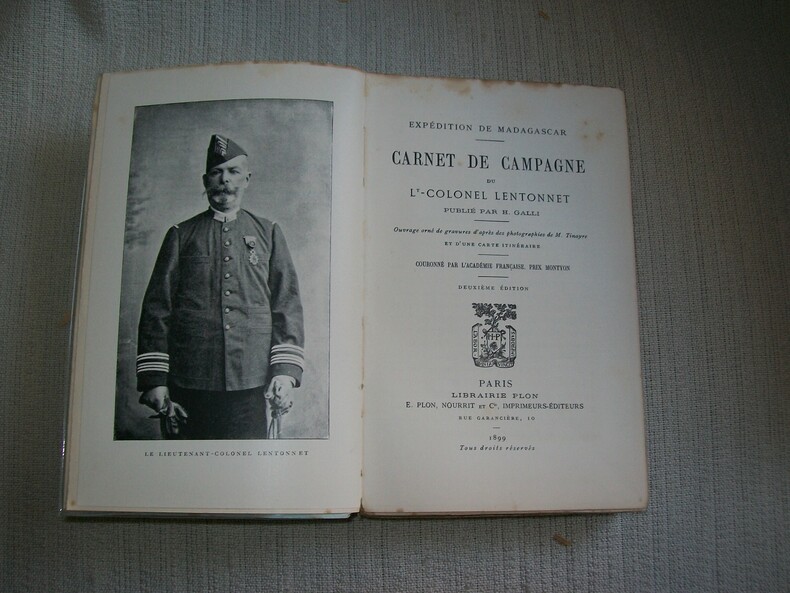 LE LIEUTENANT-COLONEL LENTONNET
EXPÉDITION DE MADAGASCAR
CARNET DE CAMPAGNE
DU
LT-COLONEL LENTONNET
PUBLIÉ PAR H. GALLI
Ouvrage orné de gravures d'après des photographies de M. Tinayre
ET D'UNE CARTE ITINÉRAIRE
COURONNÉ PAR L'ACADÉMIE FRANÇAISE, PRIX MONTYON
DEUXIÈME ÉDITION
PARIS
LIBRAIRIE PLON
E. PLON, NOURRIT ET Cie, IMPRIMEURS-ÉDITEURS
RUE GARANCIÈRE, 10
1899
Tous droits réservés